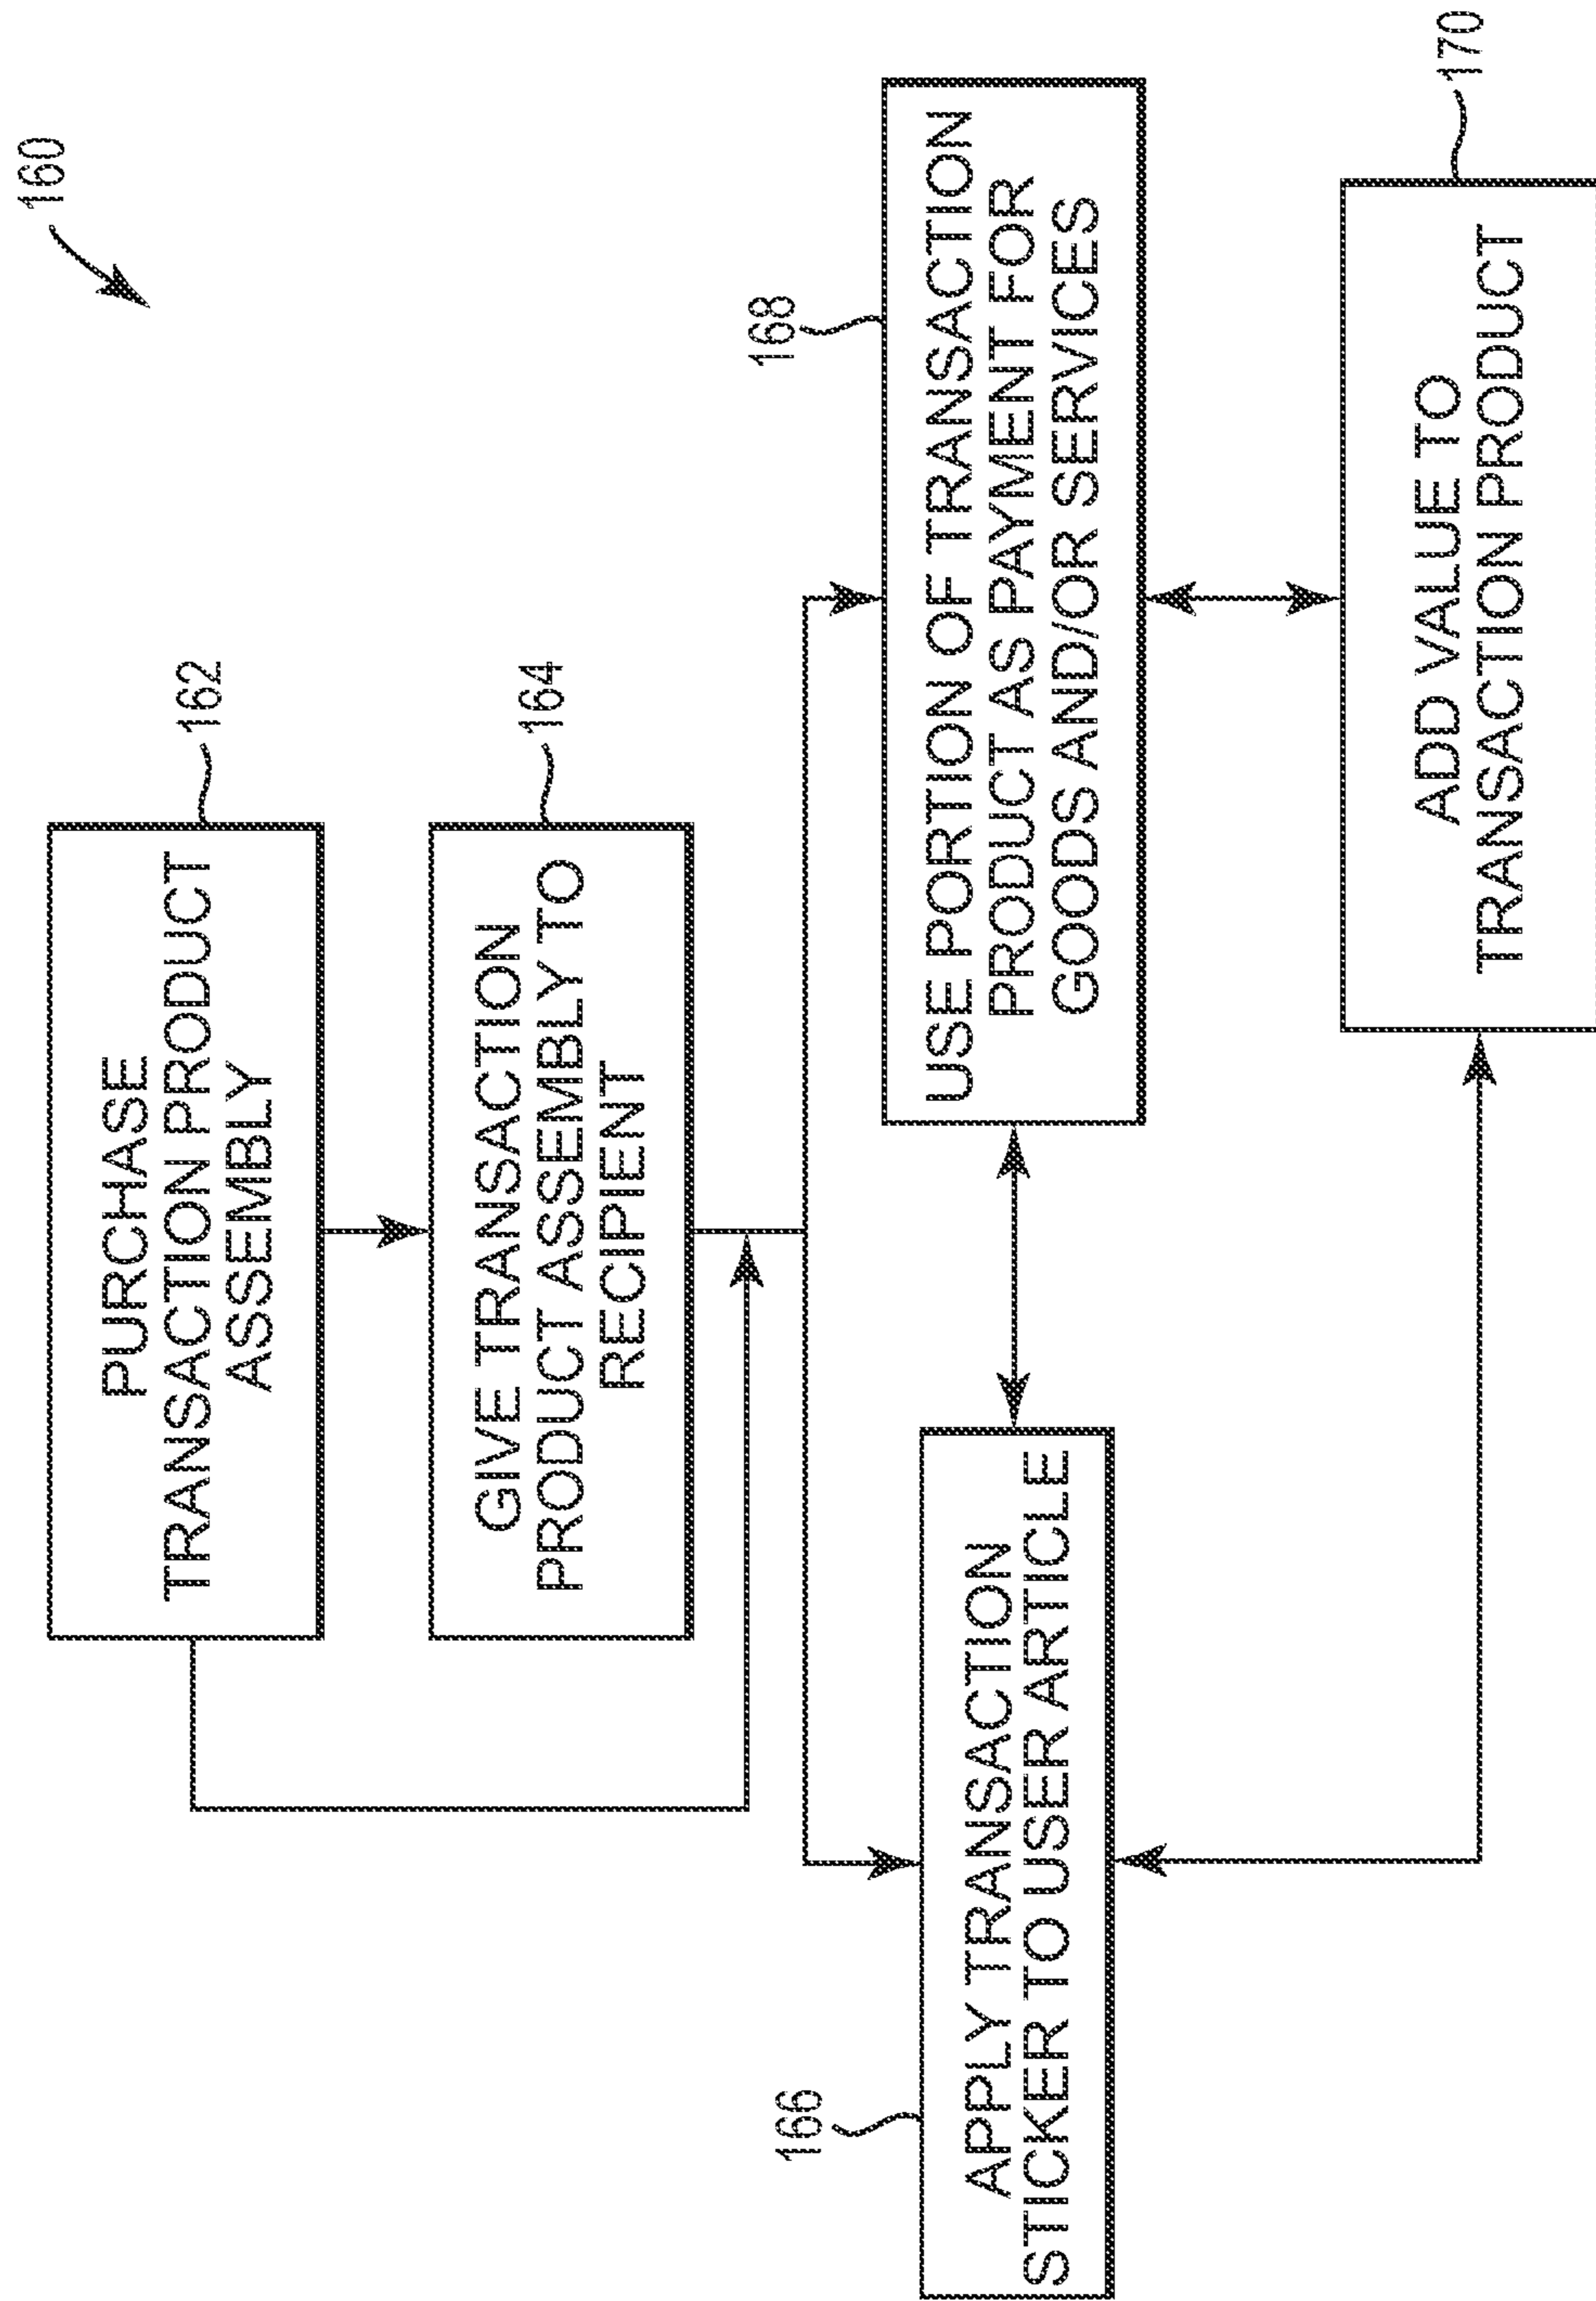 160
PURCHASE
TRANSACTION PRODUCT
ASSEMBLY
162
GIVE TRANSACTION
PRODUCT ASSEMBLY TO
RECIPIENT
164
166
APPLY TRANSACTION
STICKER TO USER ARTICLE
168
USE PORTION OF TRANSACTION
PRODUCT AS PAYMENT FOR
GOODS AND/OR SERVICES
ADD VALUE TO
TRANSACTION PRODUCT
170